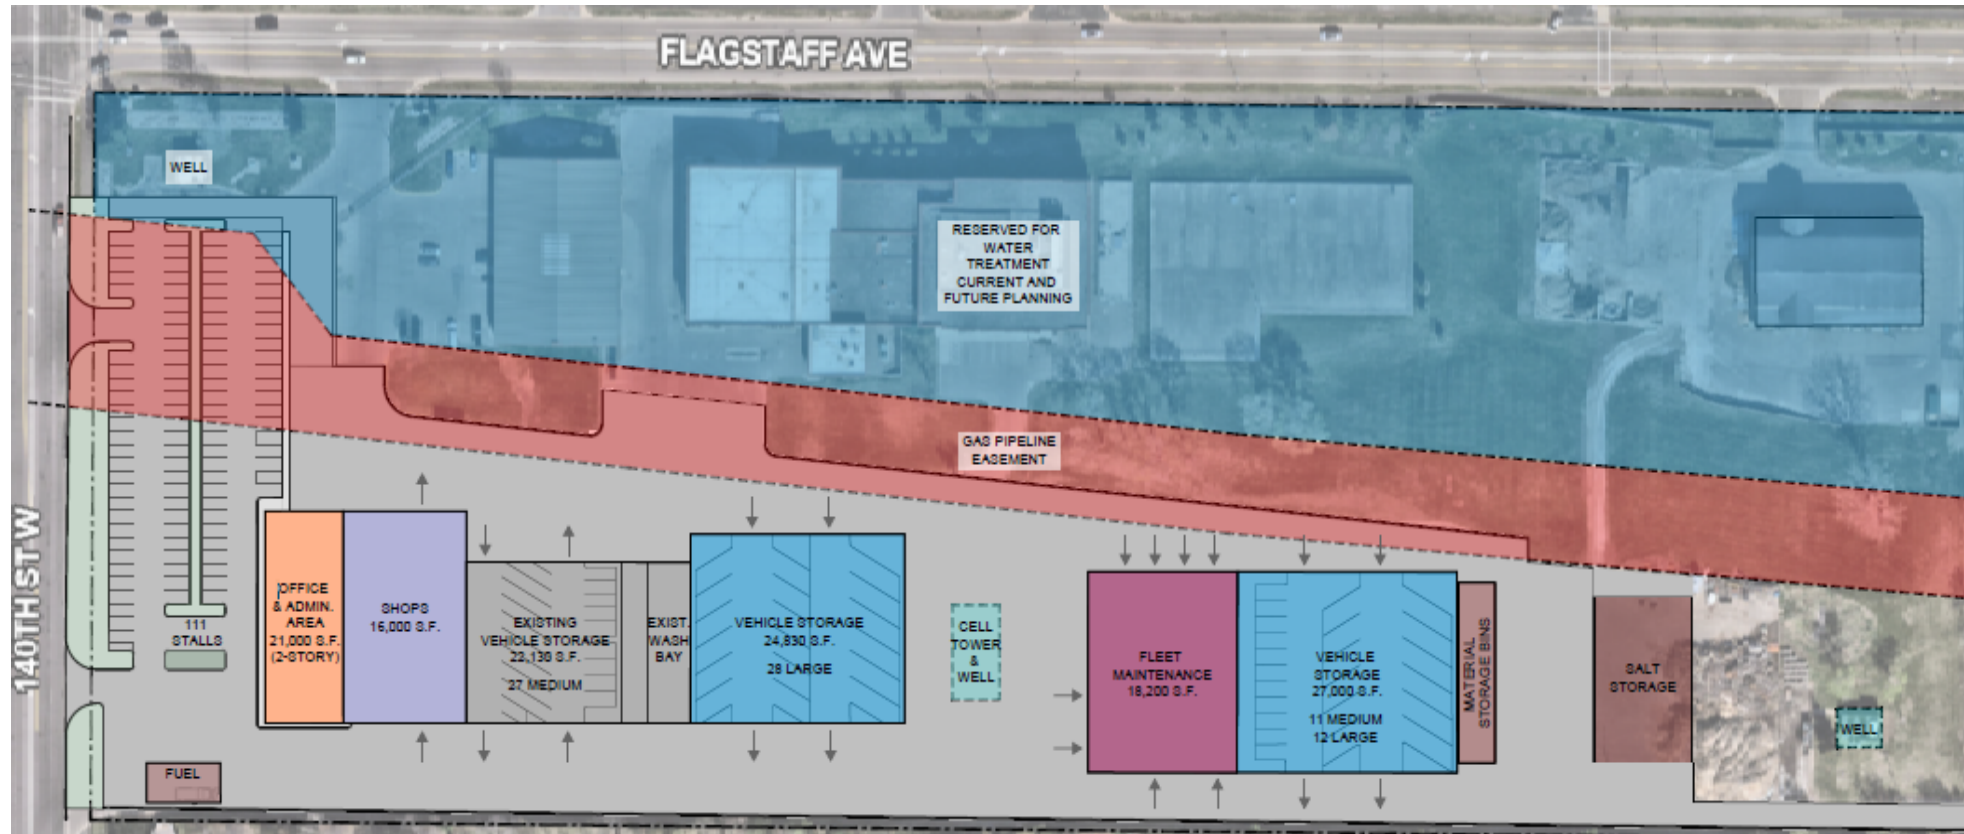 FLAGSTAFF AVE
WELL
RESERVED FOR
WATER
TREATMENT
CURRENT AND
FUTURE PLANNING
GAS PIPELINE
EASEMENT
140TH ST W
OFFICE
& ADMIN.
AREA
21,000 S.F.
(2-STORY)
SHOPS
16,000 S.F.
EXISTING
VEHICLE STORAGE
22,136 S.F.
27 MEDIUM
EXIST.
WASH
BAY
VEHICLE STORAGE
24,830 S.F.
28 LARGE
CELL
TOWER
&
WELL
FLEET
MAINTENANCE
18,200 S.F.
VEHICLE
STORAGE
27,000 S.F.
11 MEDIUM
12 LARGE
MATERIAL
STORAGE BINS
SALT
STORAGE
WELL
111
STALLS
FUEL